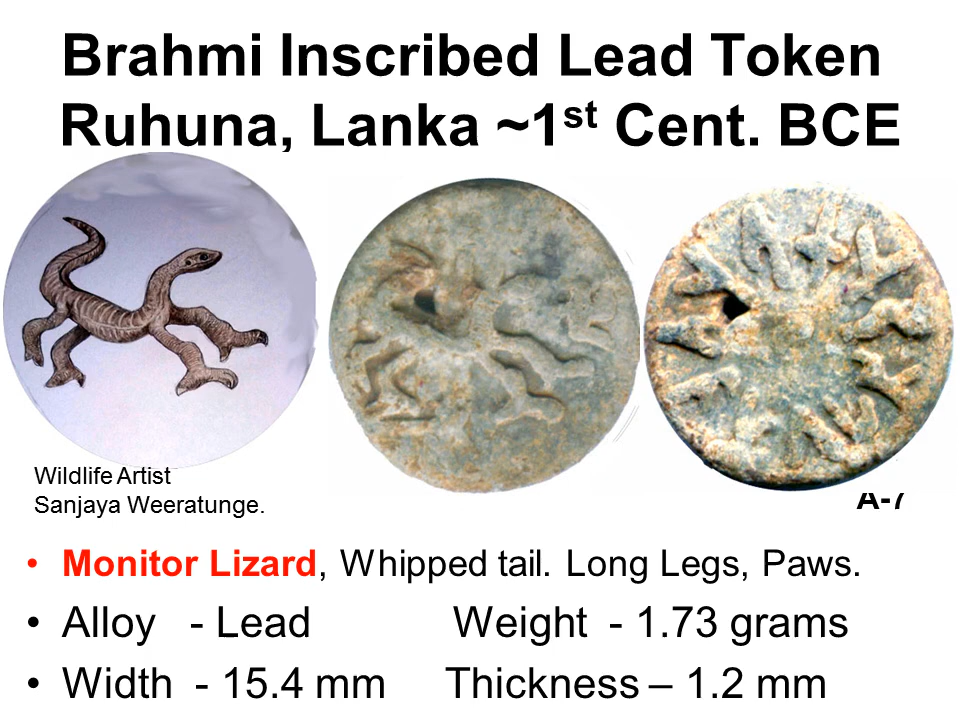 Brahmi Inscribed Lead Token
Ruhuna, Lanka ~1st Cent. BCE
Wildlife Artist
Sanjaya Weeratunge.
A-7
• Monitor Lizard, Whipped tail. Long Legs, Paws.
• Alloy - Lead Weight - 1.73 grams
• Width - 15.4 mm Thickness – 1.2 mm